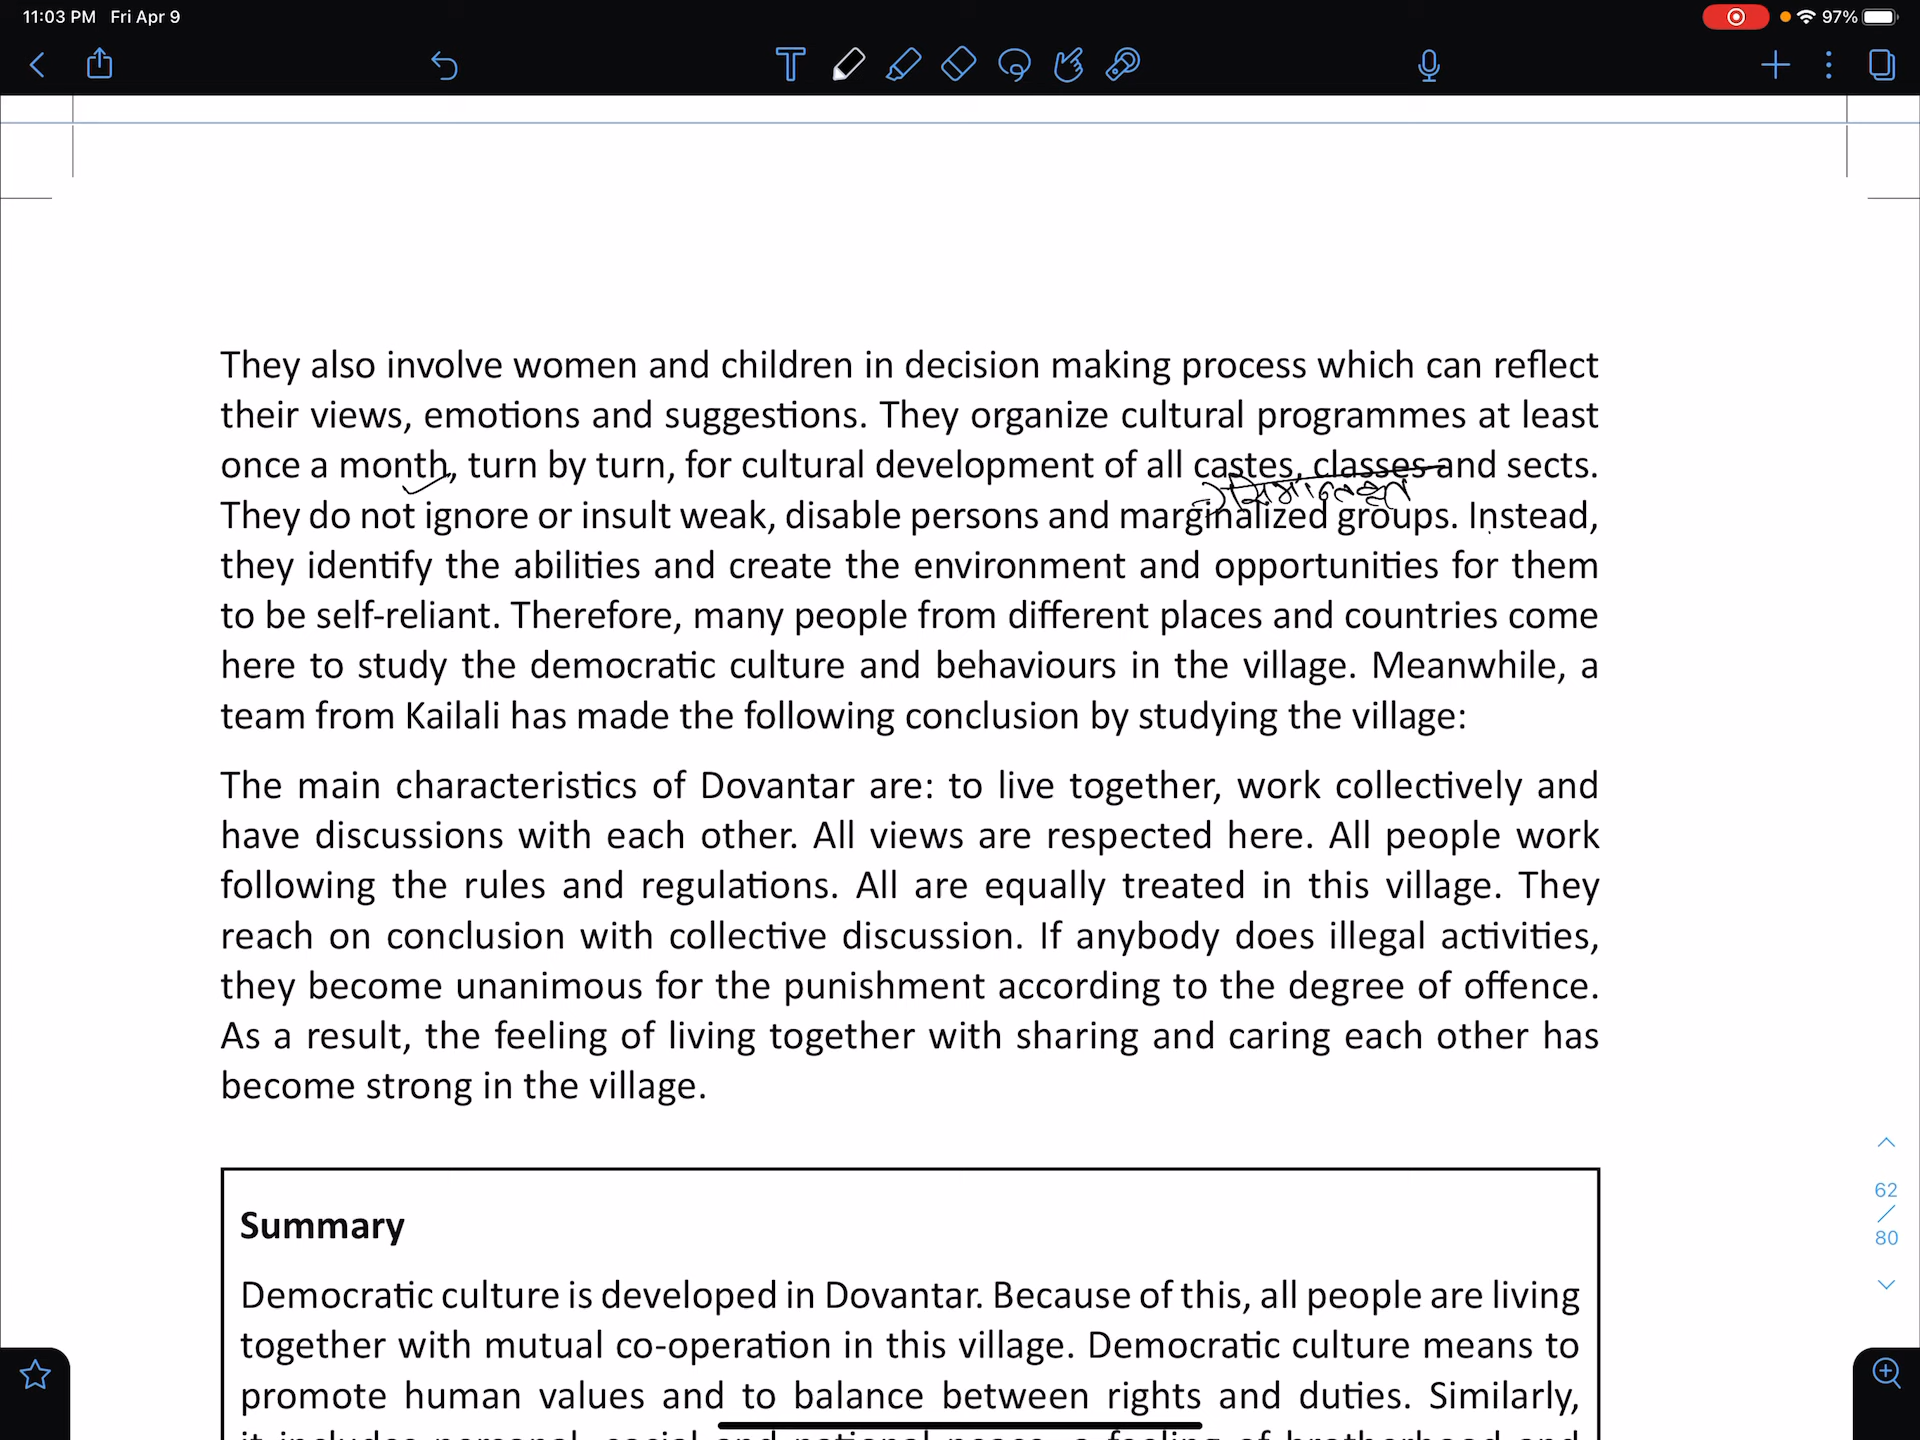 11:03 PM Fri Apr 9
97%
They also involve women and children in decision making process which can reflect
their views, emotions and suggestions. They organize cultural programmes at least
once a month, turn by turn, for cultural development of all castes, classes and sects.
They do not ignore or insult weak, disable persons and marginalized groups. Instead,
they identify the abilities and create the environment and opportunities for them
to be self-reliant. Therefore, many people from different places and countries come
here to study the democratic culture and behaviours in the village. Meanwhile, a
team from Kailali has made the following conclusion by studying the village:
The main characteristics of Dovantar are: to live together, work collectively and
have discussions with each other. All views are respected here. All people work
following the rules and regulations. All are equally treated in this village. They
reach on conclusion with collective discussion. If anybody does illegal activities,
they become unanimous for the punishment according to the degree of offence.
As a result, the feeling of living together with sharing and caring each other has
become strong in the village.
Summary
Democratic culture is developed in Dovantar. Because of this, all people are living
together with mutual co-operation in this village. Democratic culture means to
promote human values and to balance between rights and duties. Similarly,
it includes personal, social and national peace, a feeling of brotherhood and
62
/
80